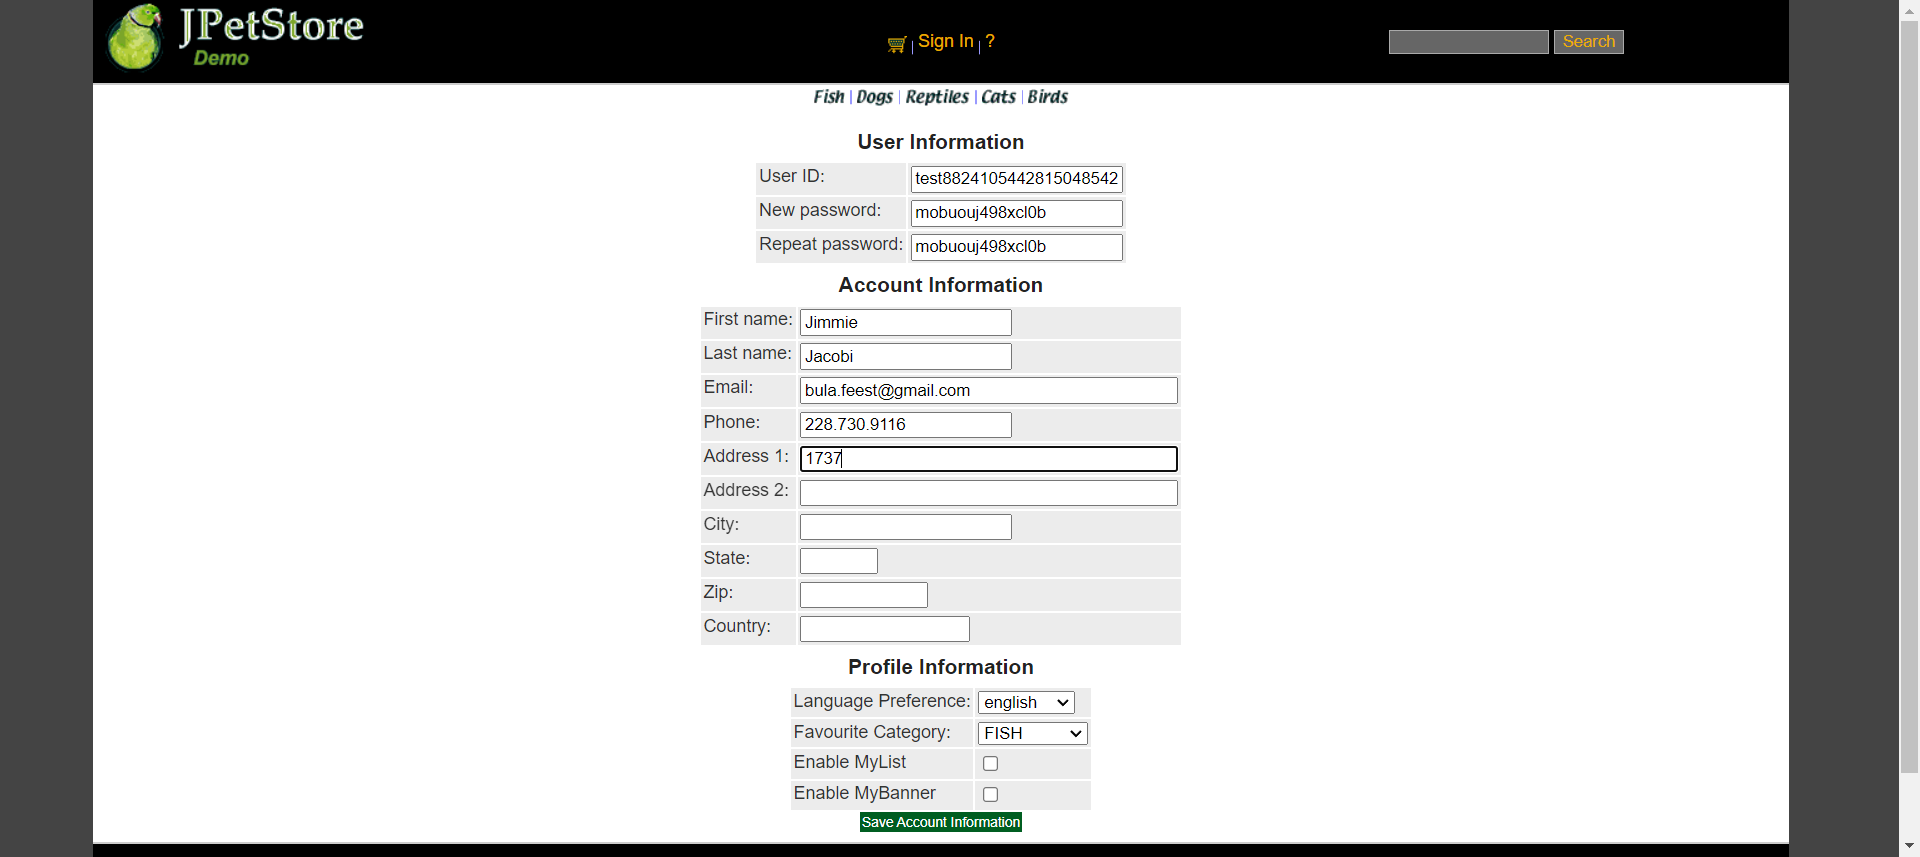 JPetStore
Demo
Sign In | ?
Search
Fish | Dogs | Reptiles | Cats | Birds
User Information
User ID: test8824105442815048542
New password: mobuouj498xcl0b
Repeat password: mobuouj498xcl0b
Account Information
First name: Jimmie
Last name: Jacobi
Email: bula.feest@gmail.com
Phone: 228.730.9116
Address 1: 1737
Address 2:
City:
State:
Zip:
Country:
Profile Information
Language Preference: english
Favourite Category: FISH
Enable MyList
Enable MyBanner
Save Account Information